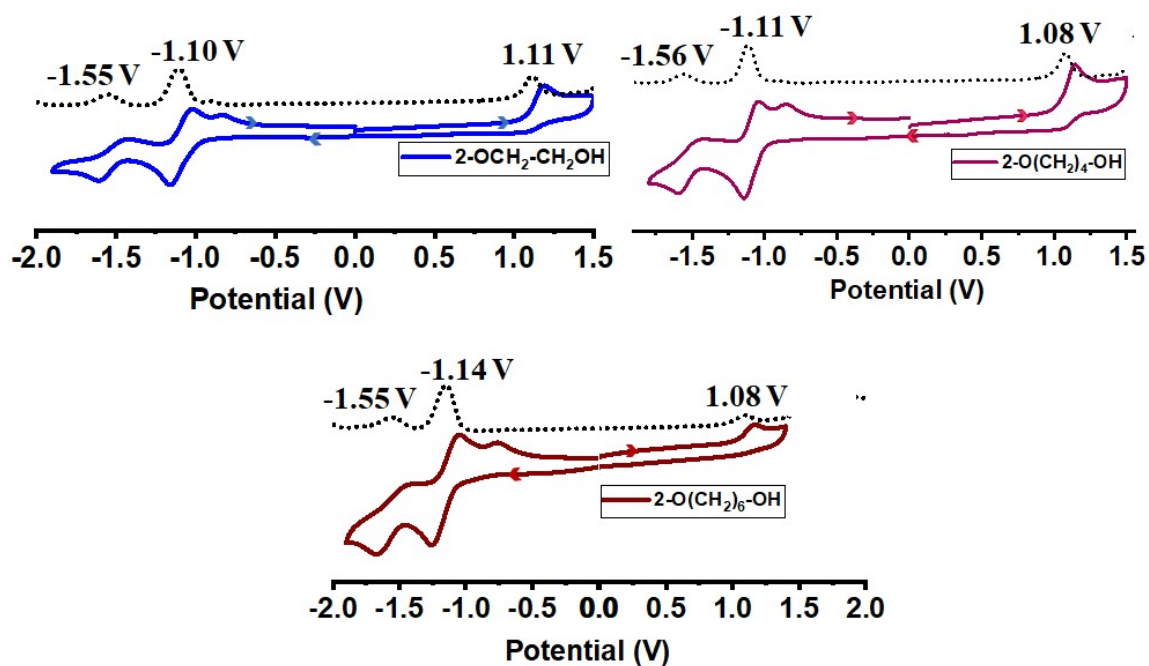 -1.55 V
-1.10 V
1.11 V
2-OCH₂-CH₂OH
-2.0 -1.5 -1.0 -0.5 0.0 0.5 1.0 1.5
Potential (V)
-1.56 V
-1.11 V
1.08 V
2-O(CH₂)₄-OH
-1.5 -1.0 -0.5 0.0 0.5 1.0 1.5
Potential (V)
-1.55 V
-1.14 V
1.08 V
2-O(CH₂)₆-OH
-2.0 -1.5 -1.0 -0.5 0.0 0.5 1.0 1.5 2.0
Potential (V)